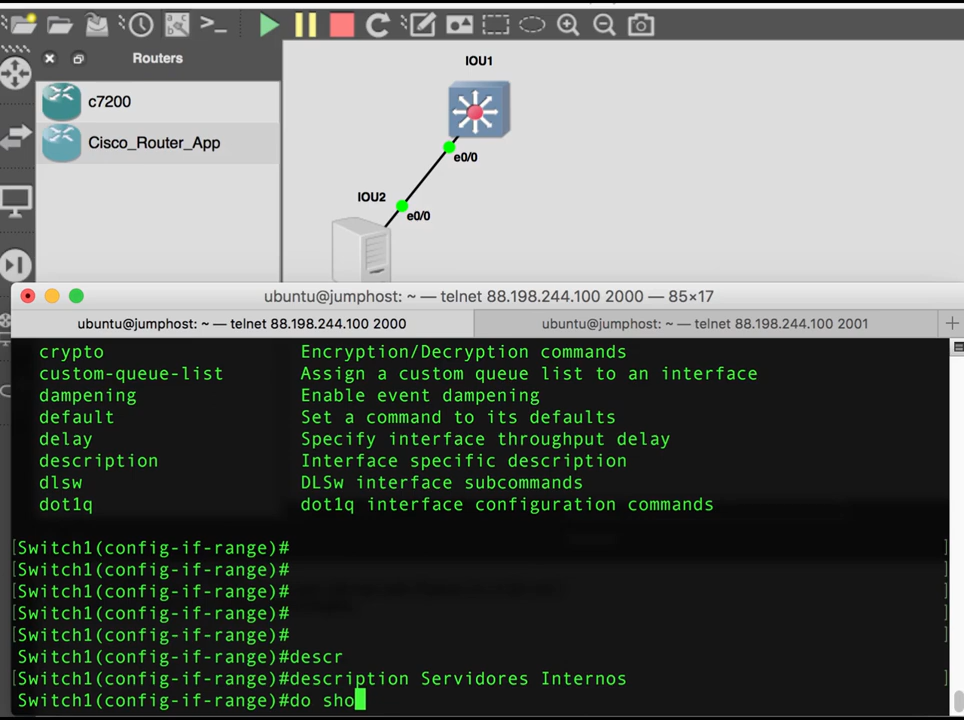 IOU1
Routers
c7200
Cisco_Router_App
e0/0
IOU2
e0/0
ubuntu@jumphost: ~ — telnet 88.198.244.100 2000 — 85×17
ubuntu@jumphost: ~ — telnet 88.198.244.100 2000
ubuntu@jumphost: ~ — telnet 88.198.244.100 2001
crypto Encryption/Decryption commands
custom-queue-list Assign a custom queue list to an interface
dampening Enable event dampening
default Set a command to its defaults
delay Specify interface throughput delay
description Interface specific description
dlsw DLSw interface subcommands
dot1q dot1q interface configuration commands
[Switch1(config-if-range)# ]
[Switch1(config-if-range)# ]
[Switch1(config-if-range)# ]
[Switch1(config-if-range)# ]
[Switch1(config-if-range)# ]
Switch1(config-if-range)#descr
[Switch1(config-if-range)#description Servidores Internos ]
Switch1(config-if-range)#do sho